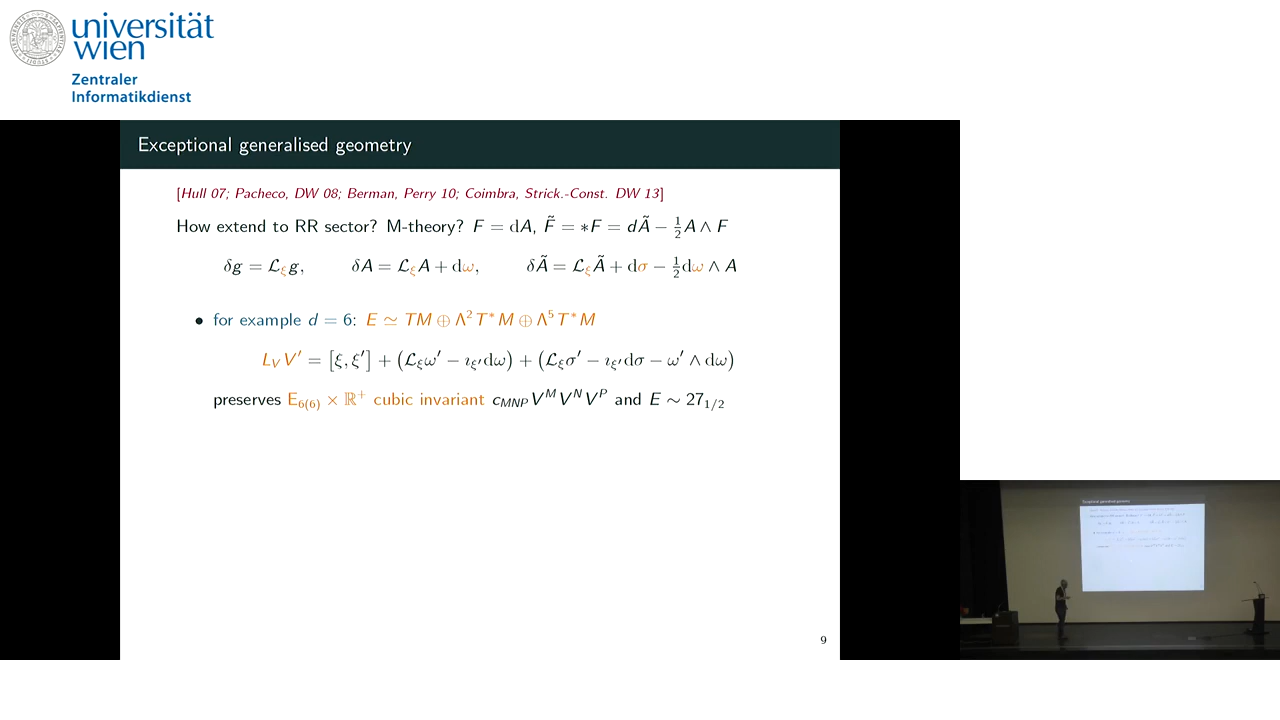 universität
wien
Zentraler
Informatikdienst
Exceptional generalised geometry
[Hull 07; Pacheco, DW 08; Berman, Perry 10; Coimbra, Strick.-Const. DW 13]
How extend to RR sector? M-theory? F = dA, F̃ = ∗F = dÃ − ½A ∧ F
δg = ℒ_ξ g, δA = ℒ_ξ A + dω, δÃ = ℒ_ξ Ã + dσ − ½dω ∧ A
• for example d = 6: E ≃ TM ⊕ Λ²T*M ⊕ Λ⁵T*M
L_V V′ = [ξ, ξ′] + (ℒ_ξ ω′ − ı_ξ′ dω) + (ℒ_ξ σ′ − ı_ξ′ dσ − ω′ ∧ dω)
preserves E₆₍₆₎ × ℝ⁺ cubic invariant c_MNP V^M V^N V^P and E ∼ 27_1/2
9